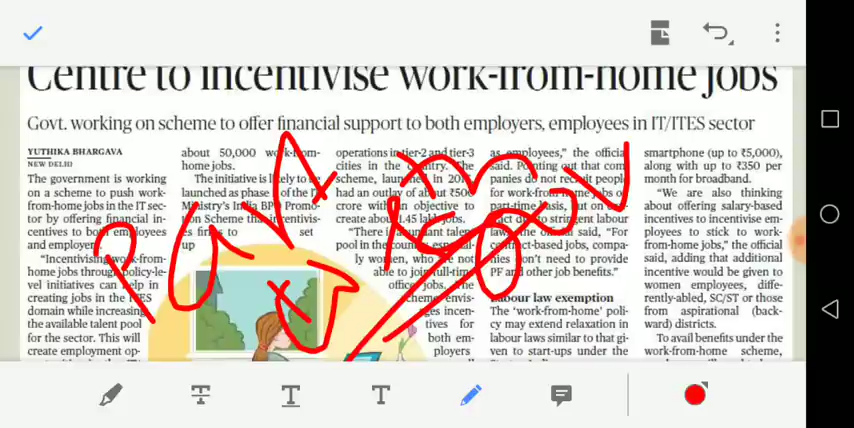 Centre to incentivise work-from-home jobs
Govt. working on scheme to offer financial support to both employers, employees in IT/ITES sector
YUTHIKA BHARGAVA
NEW DELHI
The government is working
on a scheme to push work-
from-home jobs in the IT sec-
tor by offering financial in-
centives to both employees
and employers.
"Incentivising work-from-
home jobs through policy-le-
vel initiatives can help in
creating jobs in the ITES
domain while increasing
the available talent pool
for the sector. This will
create employment op-
about 50,000 work-from-
home jobs.
The initiative is likely to be
launched as phase of the IT
Ministry's India BPO Promo-
tion Scheme that incentivis-
es firms to set
up
operations in tier-2 and tier-3
cities in the country. The
scheme, launched in
had an outlay of about ₹500
crore with an objective to
create about 1.45 lakh jobs.
"There is abundant talent
pool in the country, especial-
ly women, who are not
able to join full-time
office jobs. The
scheme envis-
ages incen-
tives for
both em-
ployers
as employees," the official
said. Pointing out that com-
panies do not recruit people
for work-from-home jobs or
part-time basis, but on
due to stringent labour
laws, the official said, "For
contract-based jobs, compa-
nies don't need to provide
PF and other job benefits."
Labour law exemption
The 'work-from-home' poli-
cy may extend relaxation in
labour laws similar to that gi-
ven to start-ups under the
smartphone (up to ₹5,000),
along with up to ₹350 per
month for broadband.
"We are also thinking
about offering salary-based
incentives to incentivise em-
ployees to stick to work-
from-home jobs," the official
said, adding that additional
incentive would be given to
women employees, diffe-
rently-abled, SC/ST or those
from aspirational (back-
ward) districts.
To avail benefits under the
work-from-home scheme,
T
T